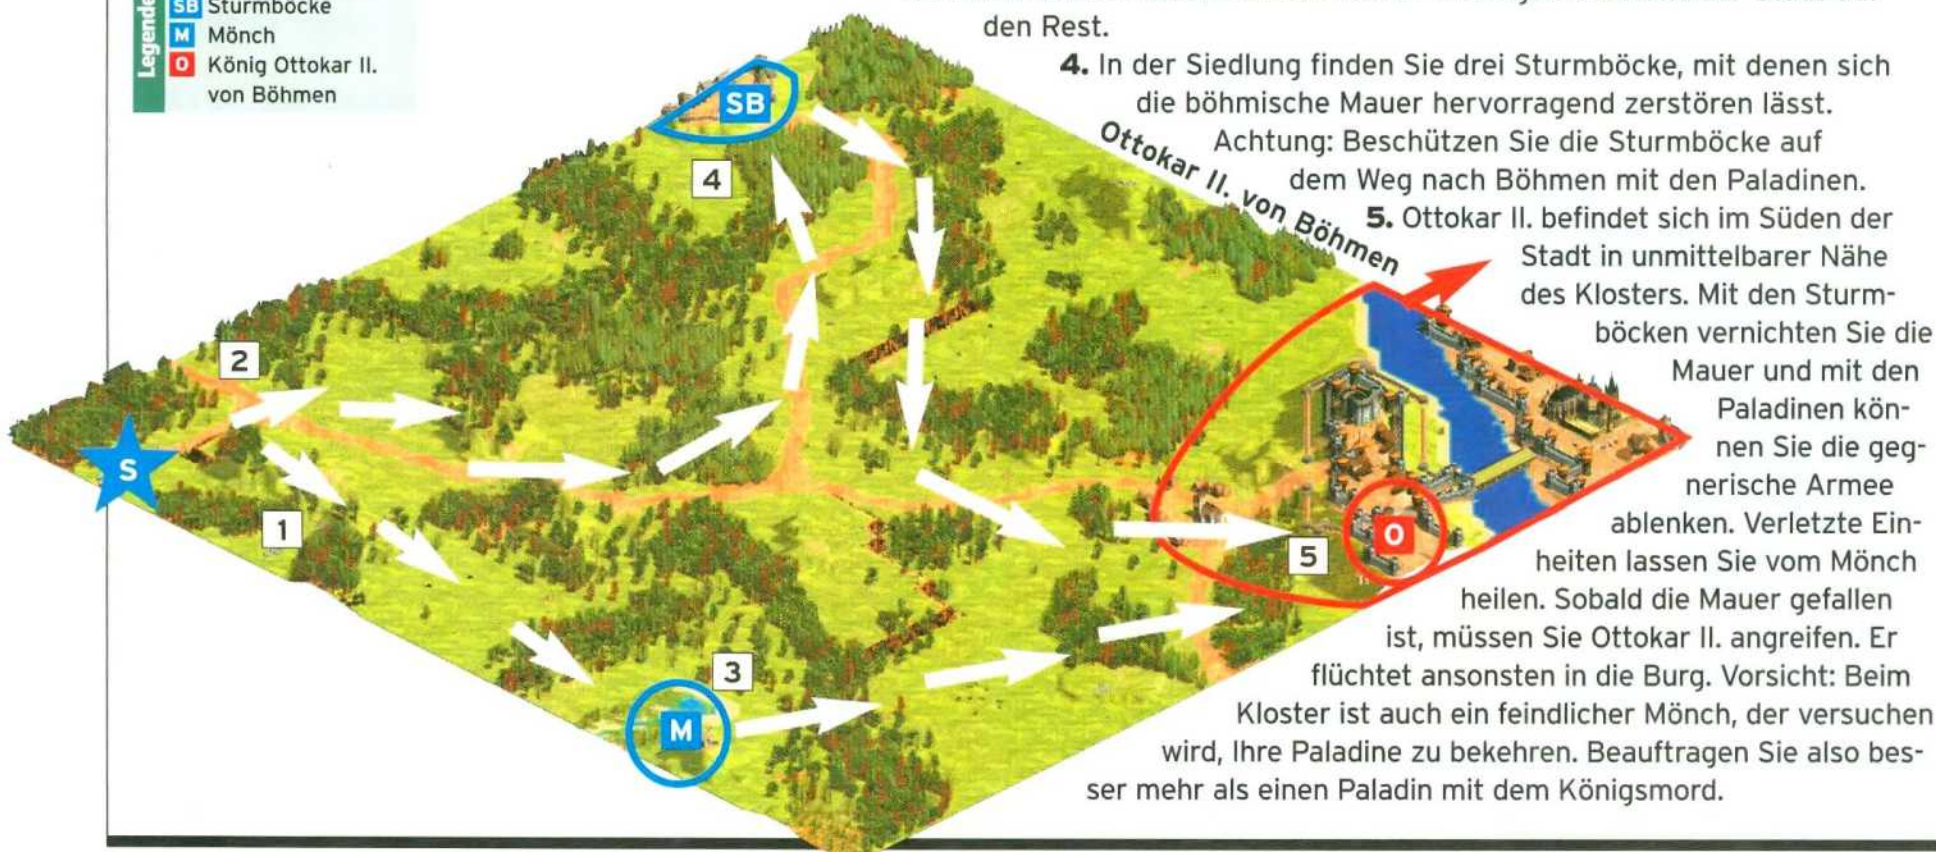 Legende
SB Sturmböcke
M Mönch
O König Ottokar II.
von Böhmen
den Rest.
4. In der Siedlung finden Sie drei Sturmböcke, mit denen sich
die böhmische Mauer hervorragend zerstören lässt.
Achtung: Beschützen Sie die Sturmböcke auf
dem Weg nach Böhmen mit den Paladinen.
5. Ottokar II. befindet sich im Süden der
Stadt in unmittelbarer Nähe
des Klosters. Mit den Sturm-
böcken vernichten Sie die
Mauer und mit den
Paladinen kön-
nen Sie die geg-
nerische Armee
ablenken. Verletzte Ein-
heiten lassen Sie vom Mönch
heilen. Sobald die Mauer gefallen
ist, müssen Sie Ottokar II. angreifen. Er
flüchtet ansonsten in die Burg. Vorsicht: Beim
Kloster ist auch ein feindlicher Mönch, der versuchen
wird, Ihre Paladine zu bekehren. Beauftragen Sie also bes-
ser mehr als einen Paladin mit dem Königsmord.
Ottokar II. von Böhmen
SB
4
2
S
1
3
M
5
O